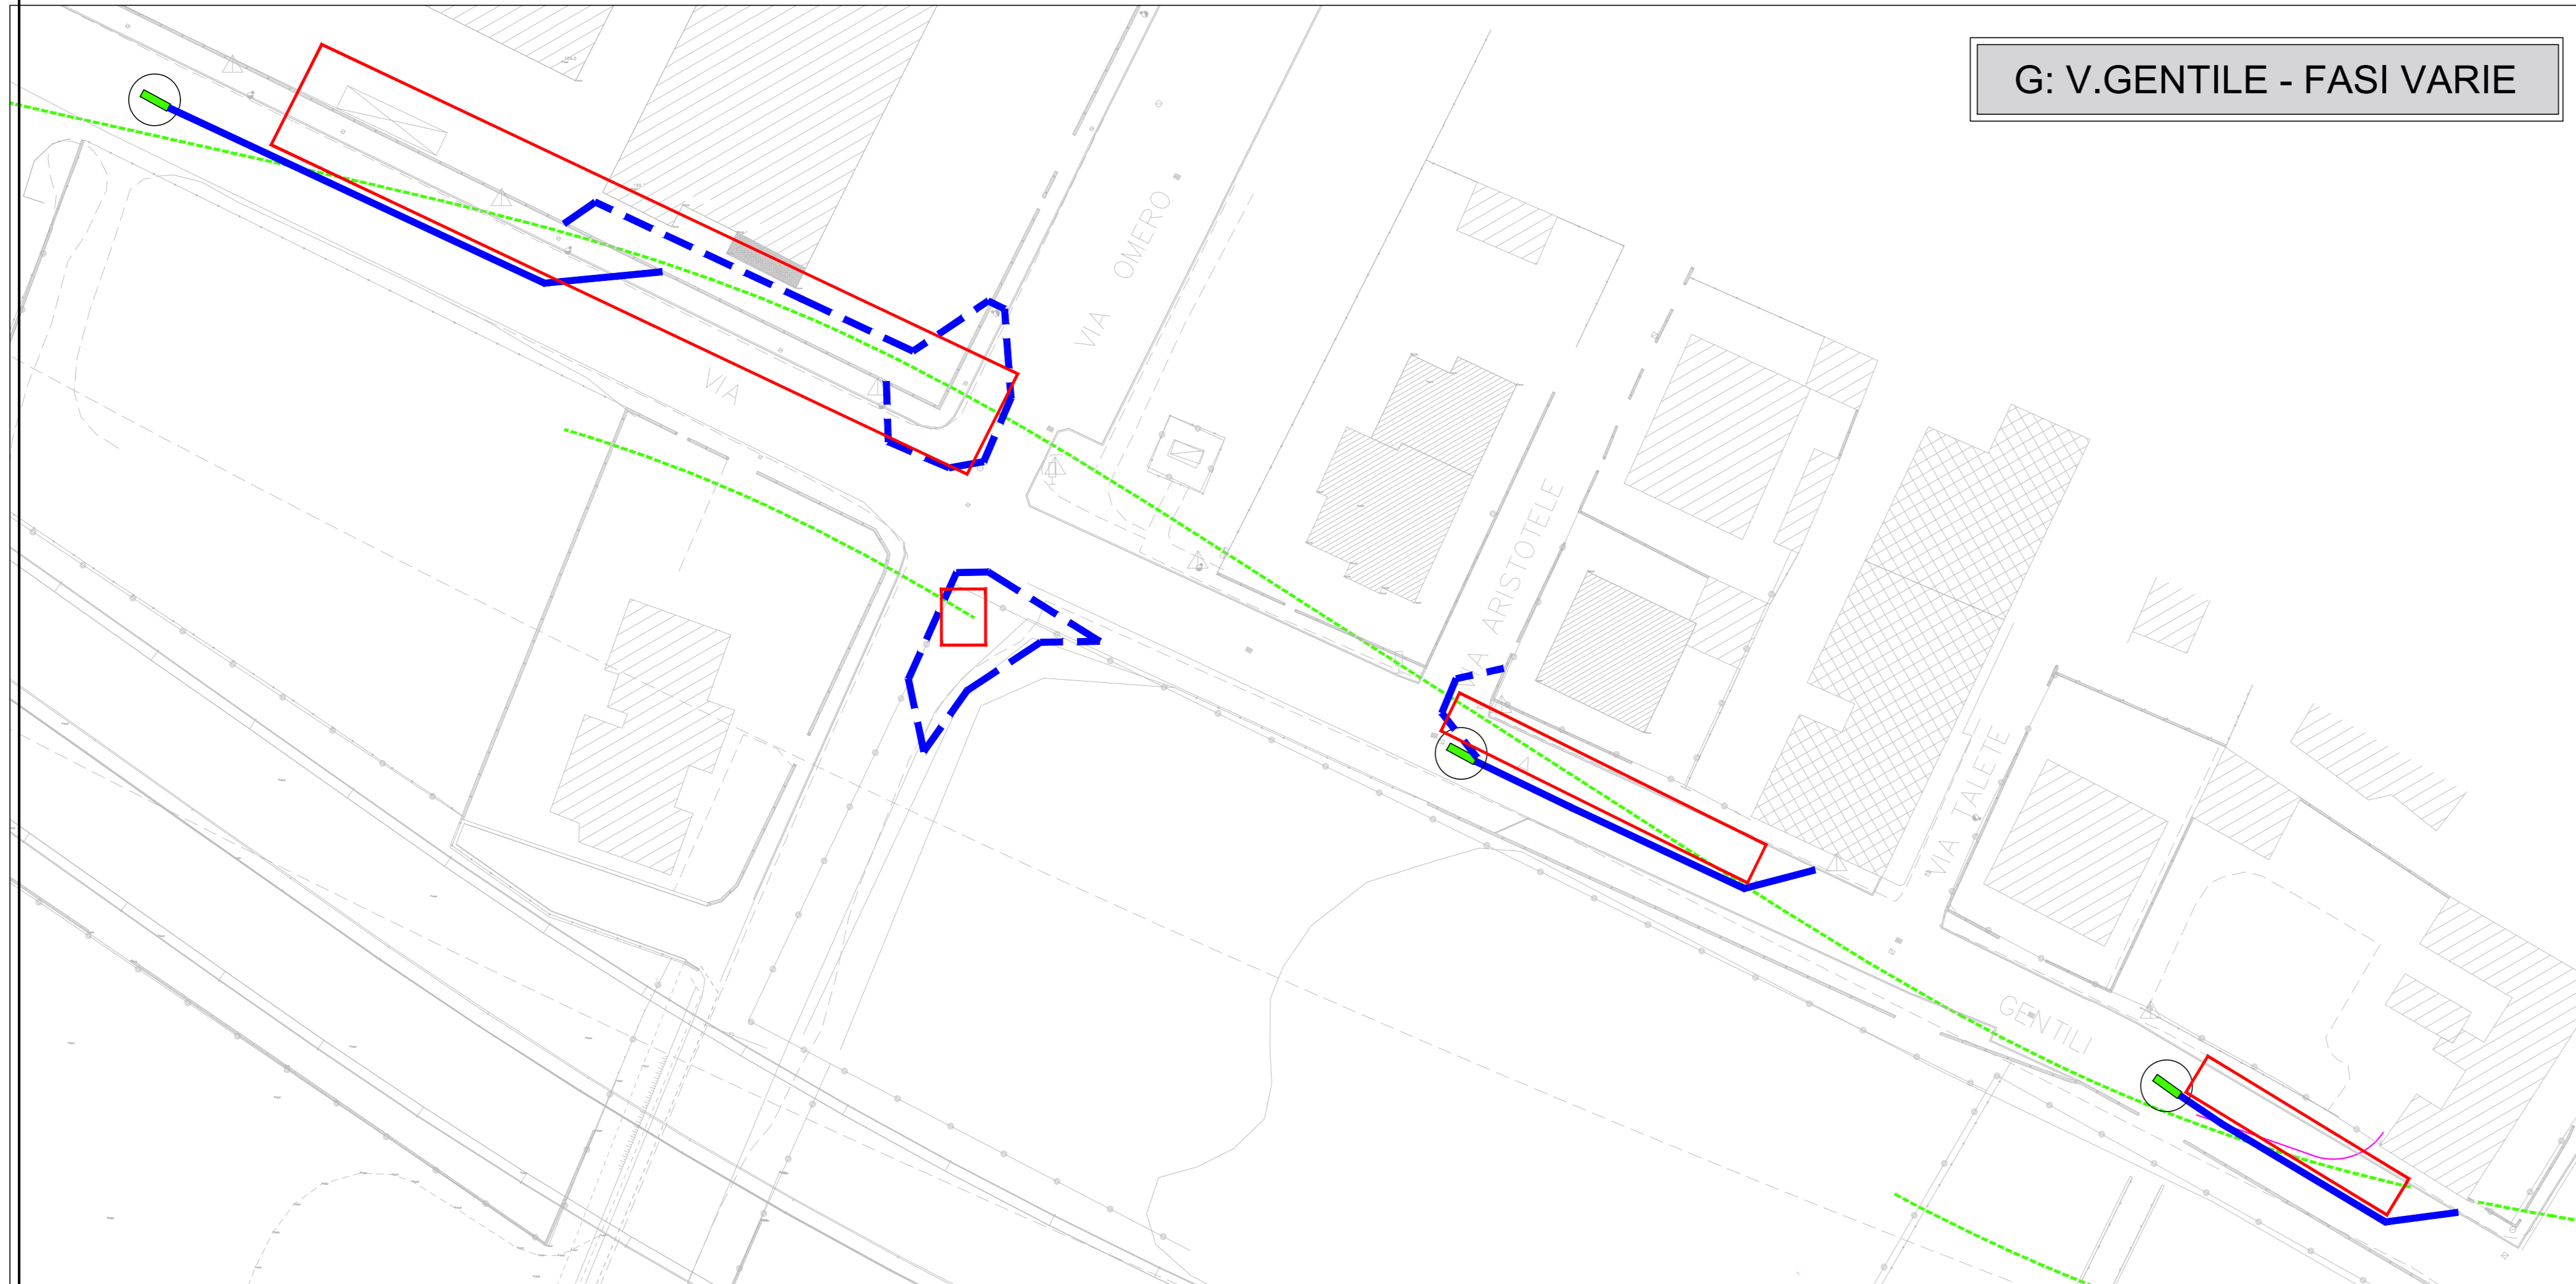 G: V.GENTILE - FASI VARIE
VIA OMERO
VIA
VIA ARISTOTELE
VIA TALETE
GENTILI